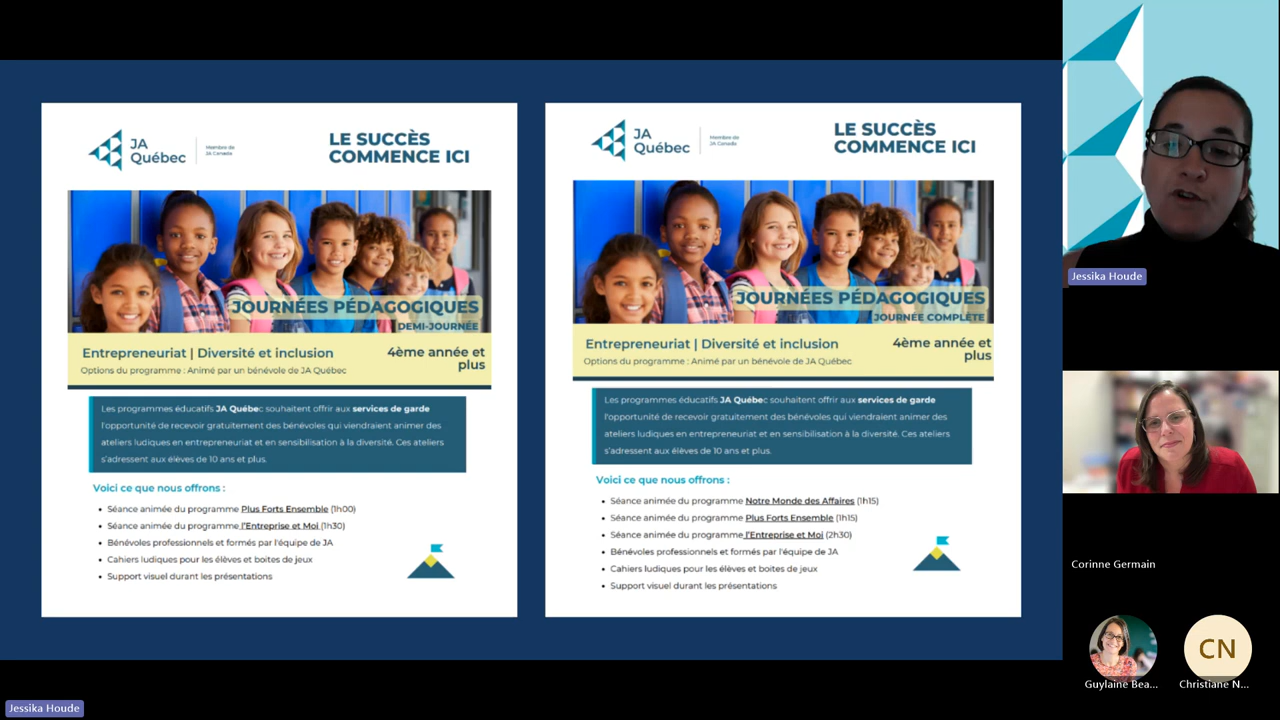 JA
Québec
Membre de
JA Canada
LE SUCCÈS
COMMENCE ICI
JOURNÉES PÉDAGOGIQUES
DEMI-JOURNÉE
Entrepreneuriat | Diversité et inclusion
4ème année et
plus
Options du programme : Animé par un bénévole de JA Québec
Les programmes éducatifs JA Québec souhaitent offrir aux services de garde
l'opportunité de recevoir gratuitement des bénévoles qui viendraient animer des
ateliers ludiques en entrepreneuriat et en sensibilisation à la diversité. Ces ateliers
s'adressent aux élèves de 10 ans et plus.
Voici ce que nous offrons :
• Séance animée du programme Plus Forts Ensemble (1h00)
• Séance animée du programme l'Entreprise et Moi (1h30)
• Bénévoles professionnels et formés par l'équipe de JA
• Cahiers ludiques pour les élèves et boites de jeux
• Support visuel durant les présentations
JA
Québec
Membre de
JA Canada
LE SUCCÈS
COMMENCE ICI
JOURNÉES PÉDAGOGIQUES
JOURNÉE COMPLÈTE
Entrepreneuriat | Diversité et inclusion
4ème année et
plus
Options du programme : Animé par un bénévole de JA Québec
Les programmes éducatifs JA Québec souhaitent offrir aux services de garde
l'opportunité de recevoir gratuitement des bénévoles qui viendraient animer des
ateliers ludiques en entrepreneuriat et en sensibilisation à la diversité. Ces ateliers
s'adressent aux élèves de 10 ans et plus.
Voici ce que nous offrons :
• Séance animée du programme Notre Monde des Affaires (1h15)
• Séance animée du programme Plus Forts Ensemble (1h15)
• Séance animée du programme l'Entreprise et Moi (2h30)
• Bénévoles professionnels et formés par l'équipe de JA
• Cahiers ludiques pour les élèves et boites de jeux
• Support visuel durant les présentations
Jessika Houde
Corinne Germain
CN
Guylaine Bea...
Christiane N...
Jessika Houde